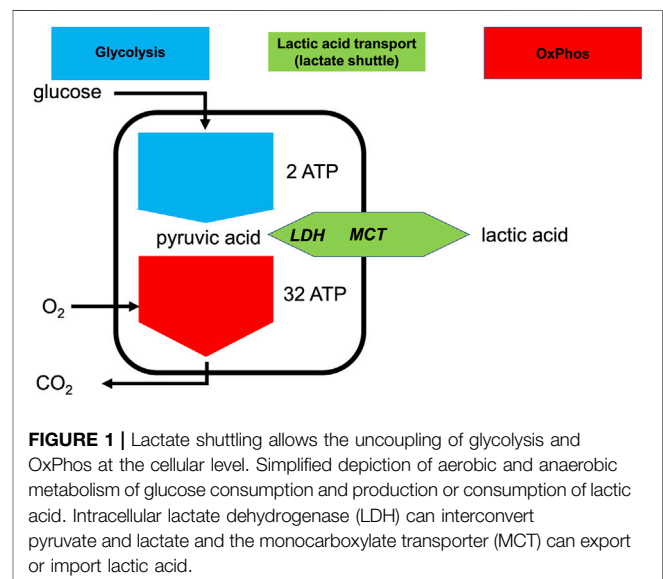 Glycolysis
Lactic acid transport
(lactate shuttle)
OxPhos
glucose
2 ATP
pyruvic acid
LDH
MCT
lactic acid
O₂
32 ATP
CO₂
FIGURE 1 | Lactate shuttling allows the uncoupling of glycolysis and
OxPhos at the cellular level. Simplified depiction of aerobic and anaerobic
metabolism of glucose consumption and production or consumption of lactic
acid. Intracellular lactate dehydrogenase (LDH) can interconvert
pyruvate and lactate and the monocarboxylate transporter (MCT) can export
or import lactic acid.